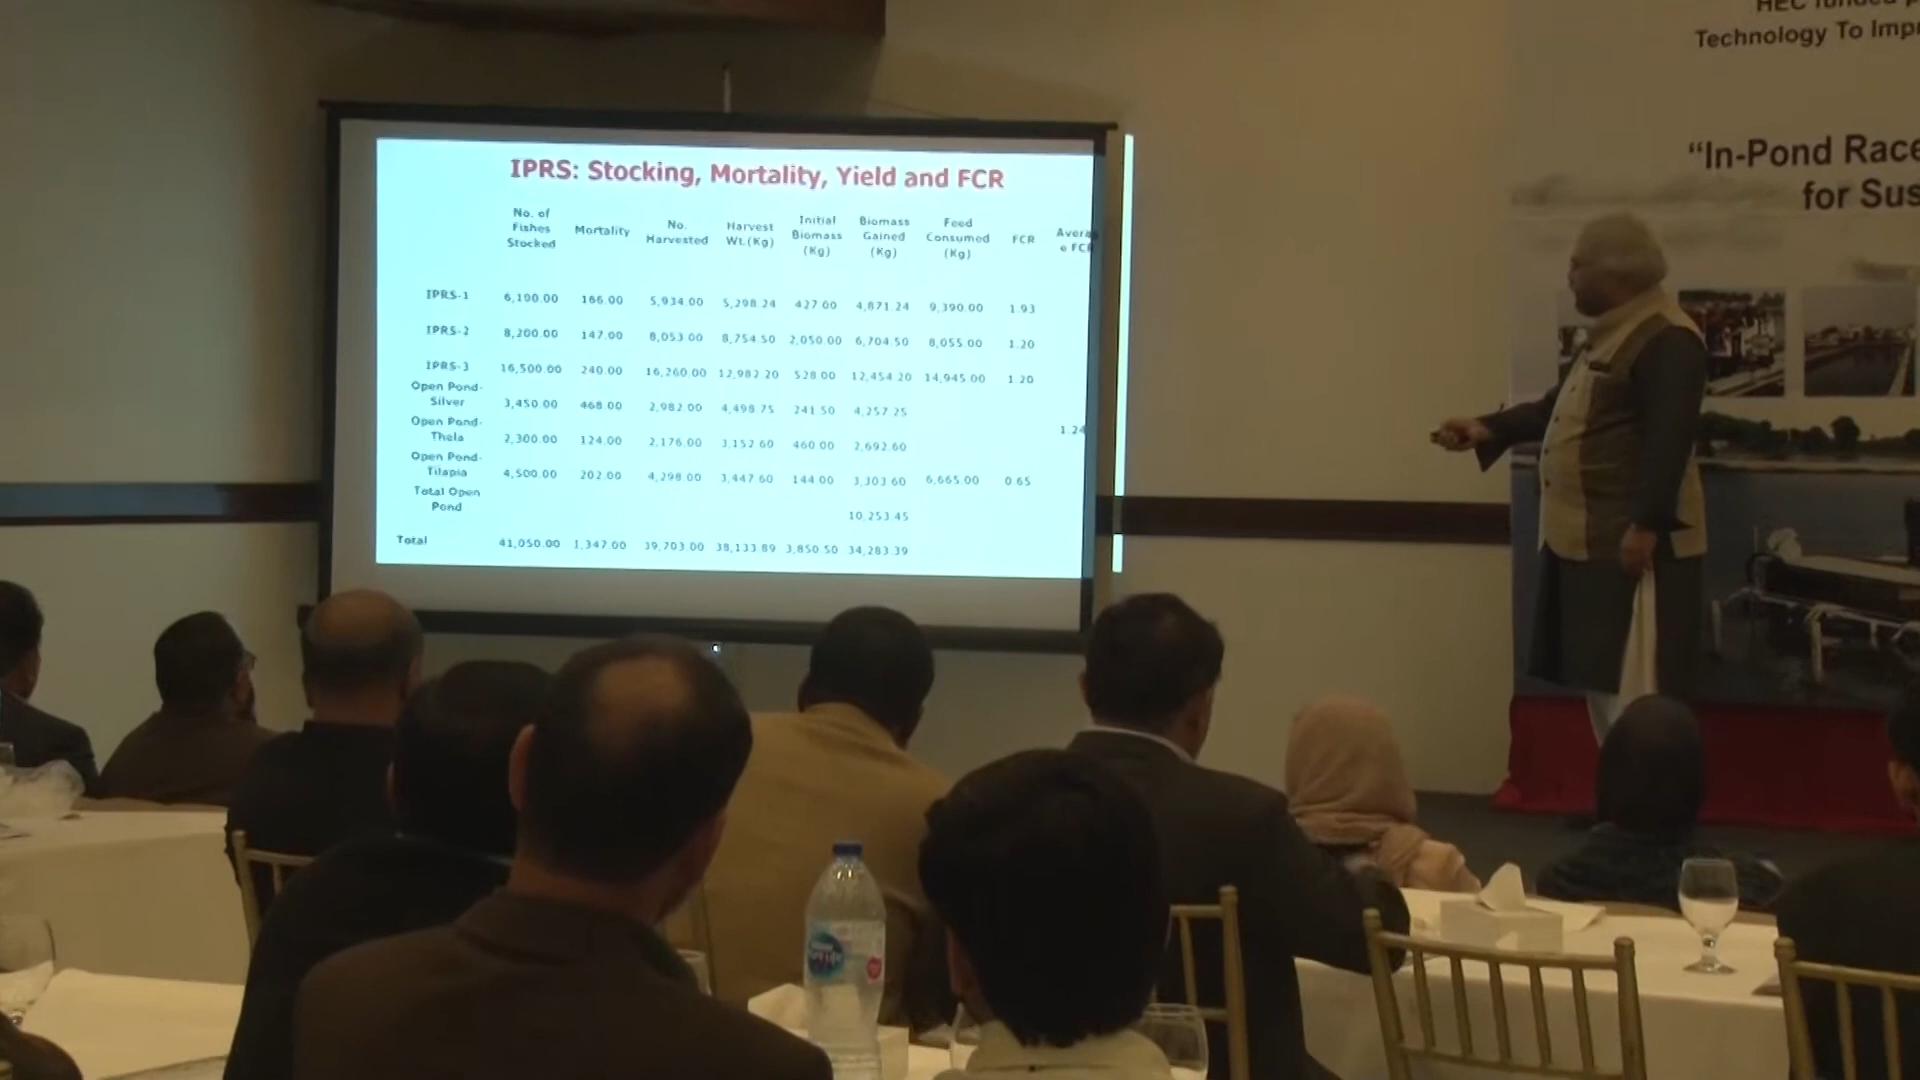 IPRS: Stocking, Mortality, Yield and FCR
No. of Fishes Stocked Mortality No. Harvested Harvest Wt.(Kg) Initial Biomass (Kg) Biomass Gained (Kg) Feed Consumed (Kg) FCR Averag e FCR
IPRS-1 6,100.00 166.00 5,934.00 5,298.24 427.00 4,871.24 9,390.00 1.93
IPRS-2 8,200.00 147.00 8,053.00 8,754.50 2,050.00 6,704.50 8,055.00 1.20
IPRS-3 16,500.00 240.00 16,260.00 12,982.20 528.00 12,454.20 14,945.00 1.20
Open Pond-Silver 3,450.00 468.00 2,982.00 4,498.75 241.50 4,257.25
1.24
Open Pond-Thela 2,300.00 124.00 2,176.00 3,152.60 460.00 2,692.60
Open Pond-Tilapia 4,500.00 202.00 4,298.00 3,447.60 144.00 3,303.60 6,665.00 0.65
Total Open Pond 10,253.45
Total 41,050.00 1,347.00 39,703.00 38,133.89 3,850.50 34,283.39
HEC funded
Technology To Impr
“In-Pond Race
for Sus